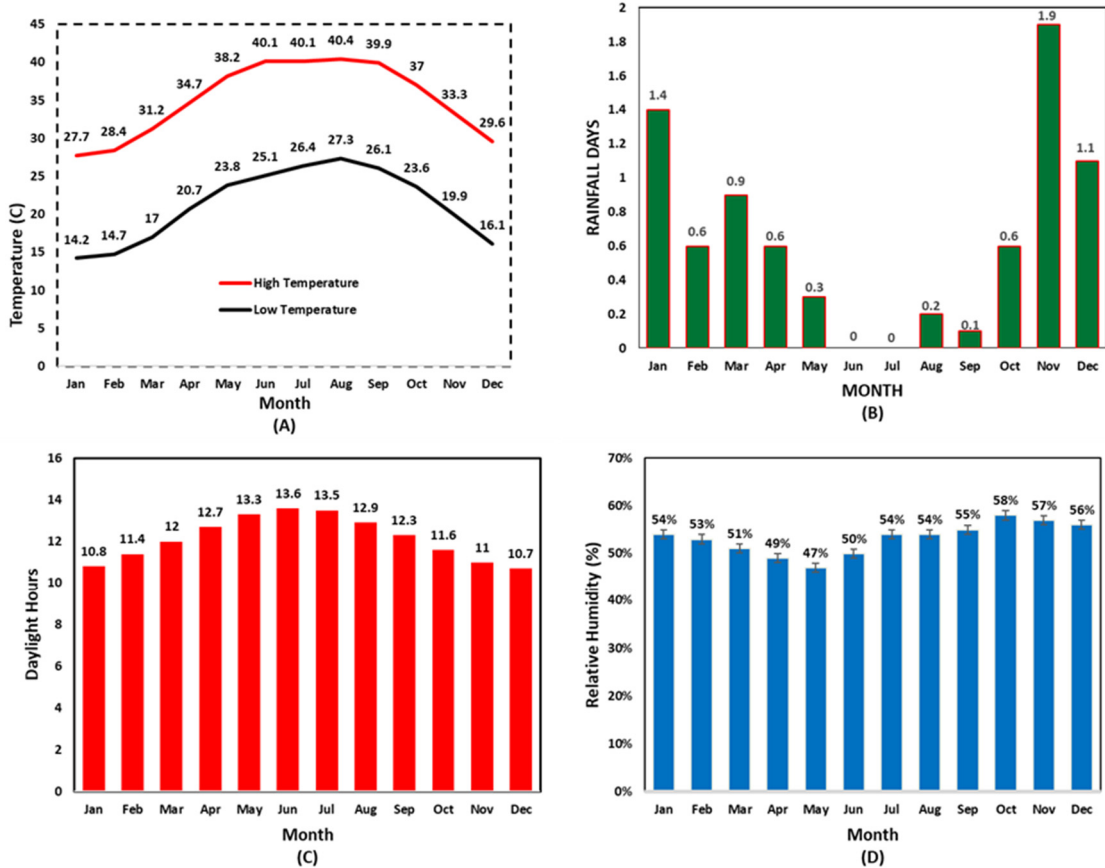 45
40
35
30
25
20
15
10
5
0
Temperature (C)
27.7 28.4 31.2 34.7 38.2 40.1 40.1 40.4 39.9 37 33.3 29.6
14.2 14.7 17 20.7 23.8 25.1 26.4 27.3 26.1 23.6 19.9 16.1
High Temperature
Low Temperature
Jan Feb Mar Apr May Jun Jul Aug Sep Oct Nov Dec
Month
(A)
2
1.8
1.6
1.4
1.2
1
0.8
0.6
0.4
0.2
0
RAINFALL DAYS
1.4 0.6 0.9 0.6 0.3 0 0 0.2 0.1 0.6 1.9 1.1
Jan Feb Mar Apr May Jun Jul Aug Sep Oct Nov Dec
MONTH
(B)
16
14
12
10
8
6
4
2
0
Daylight Hours
10.8 11.4 12 12.7 13.3 13.6 13.5 12.9 12.3 11.6 11 10.7
Jan Feb Mar Apr May Jun Jul Aug Sep Oct Nov Dec
Month
(C)
70%
60%
50%
40%
30%
20%
10%
0%
Relative Humidity (%)
54% 53% 51% 49% 47% 50% 54% 54% 55% 58% 57% 56%
Jan Feb Mar Apr May Jun Jul Aug Sep Oct Nov Dec
Month
(D)